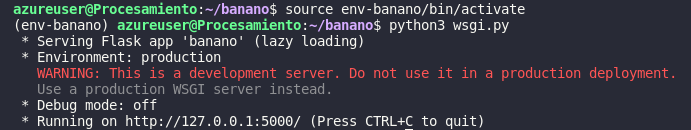 azureuser@Procesamiento:~/banano$ source env-banano/bin/activate
(env-banano) azureuser@Procesamiento:~/banano$ python3 wsgi.py
 * Serving Flask app 'banano' (lazy loading)
 * Environment: production
   WARNING: This is a development server. Do not use it in a production deployment.
   Use a production WSGI server instead.
 * Debug mode: off
 * Running on http://127.0.0.1:5000/ (Press CTRL+C to quit)